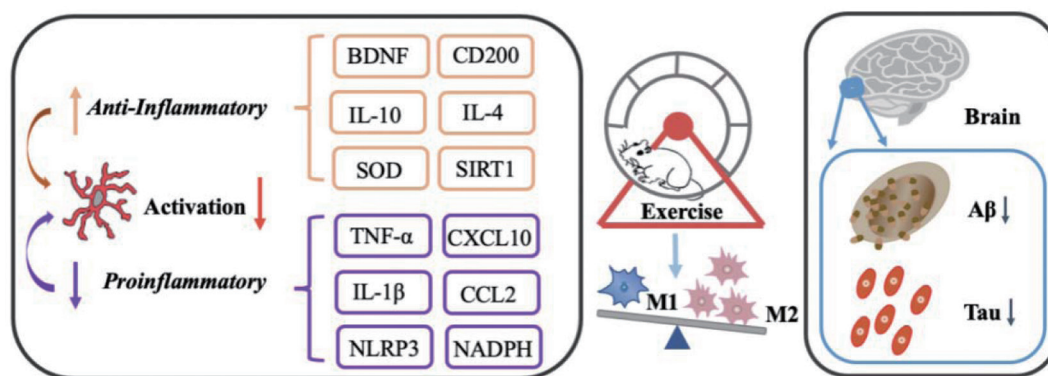 BDNF
CD200
Anti-Inflammatory
IL-10
IL-4
SOD
SIRT1
Activation
TNF-α
CXCL10
Proinflammatory
IL-1β
CCL2
NLRP3
NADPH
Exercise
M1
M2
Brain
Aβ
Tau